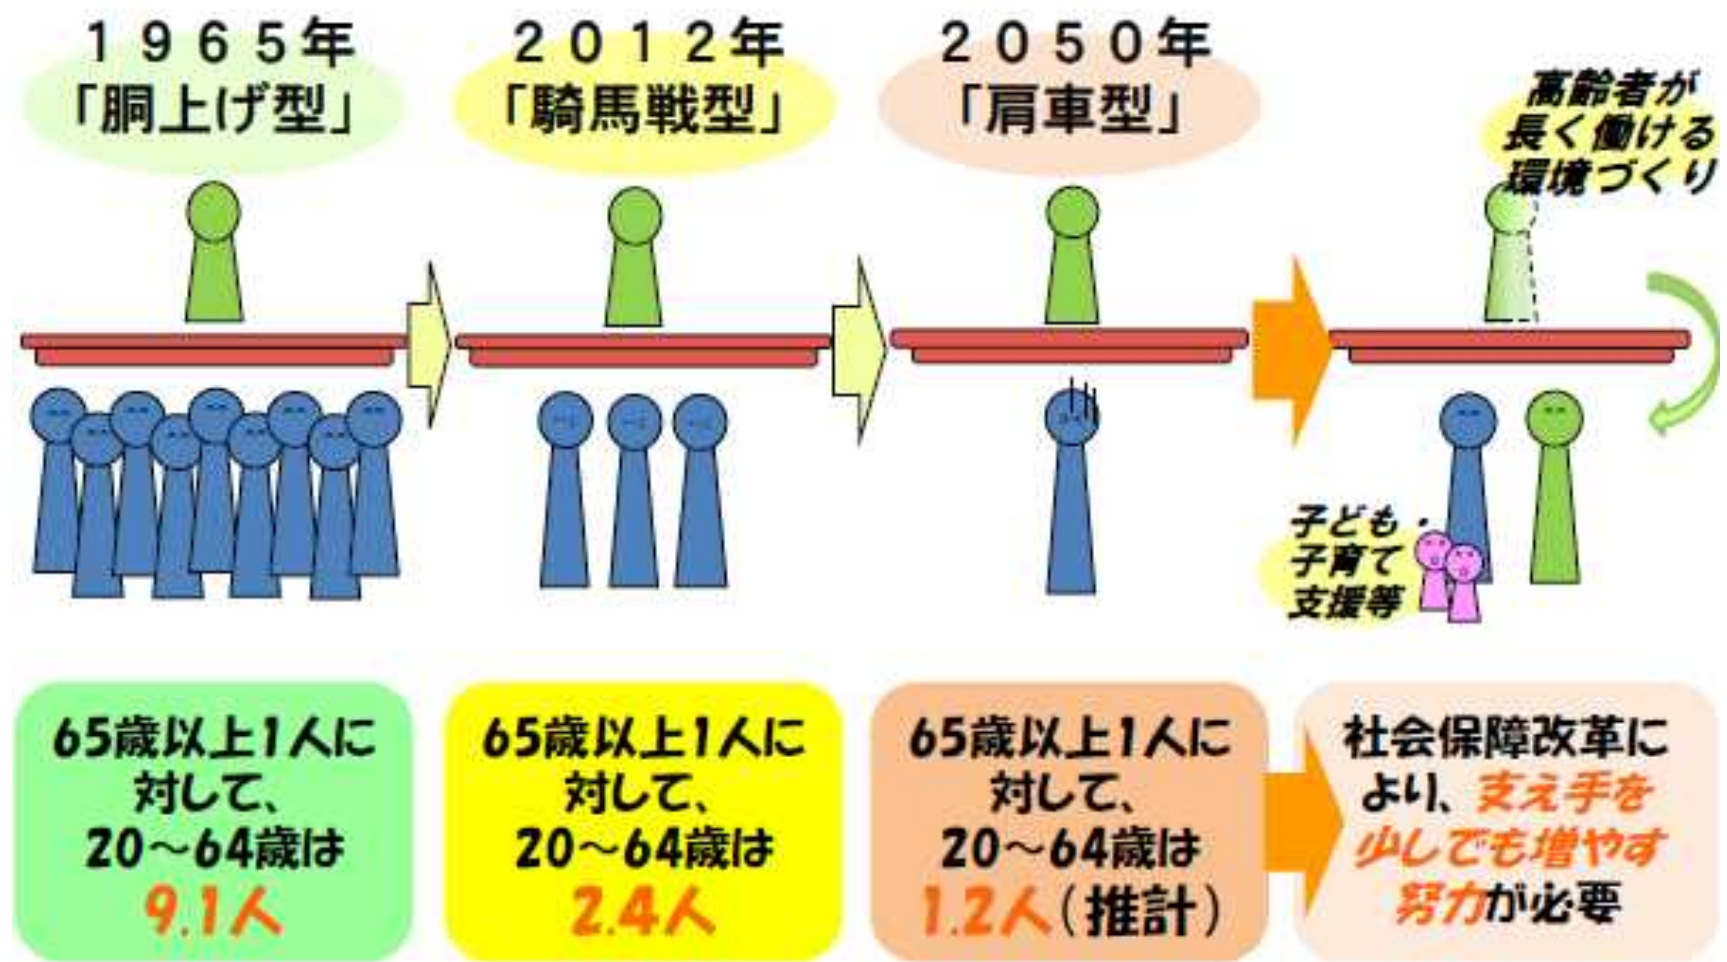 １９６５年
「胴上げ型」
２０１２年
「騎馬戦型」
２０５０年
「肩車型」
高齢者が
長く働ける
環境づくり
子ども・
子育て
支援等
65歳以上1人に
対して、
20～64歳は
9.1人
65歳以上1人に
対して、
20～64歳は
2.4人
65歳以上1人に
対して、
20～64歳は
1.2人(推計)
社会保障改革に
より、支え手を
少しでも増やす
努力が必要